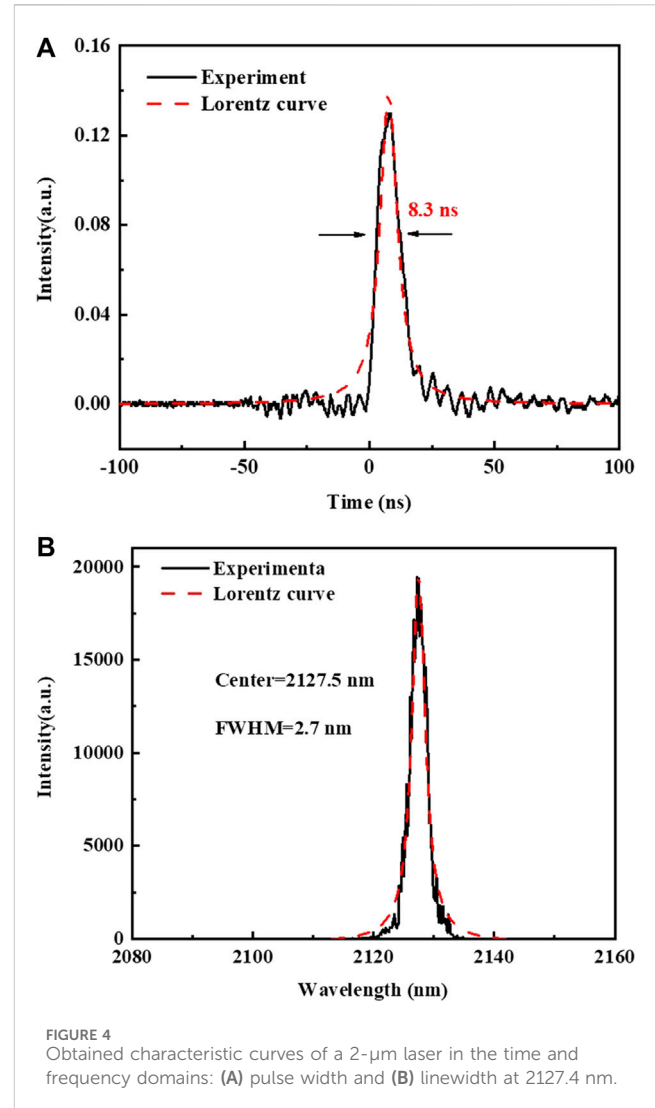 A
0.16
Experiment
Lorentz curve
0.12
8.3 ns
0.08
0.04
0.00
Intensity(a.u.)
-100 -50 0 50 100
Time (ns)
B
20000
Experimenta
Lorentz curve
15000
Center=2127.5 nm
FWHM=2.7 nm
10000
5000
0
Intensity(a.u.)
2080 2100 2120 2140 2160
Wavelength (nm)
FIGURE 4
Obtained characteristic curves of a 2-μm laser in the time and
frequency domains: (A) pulse width and (B) linewidth at 2127.4 nm.